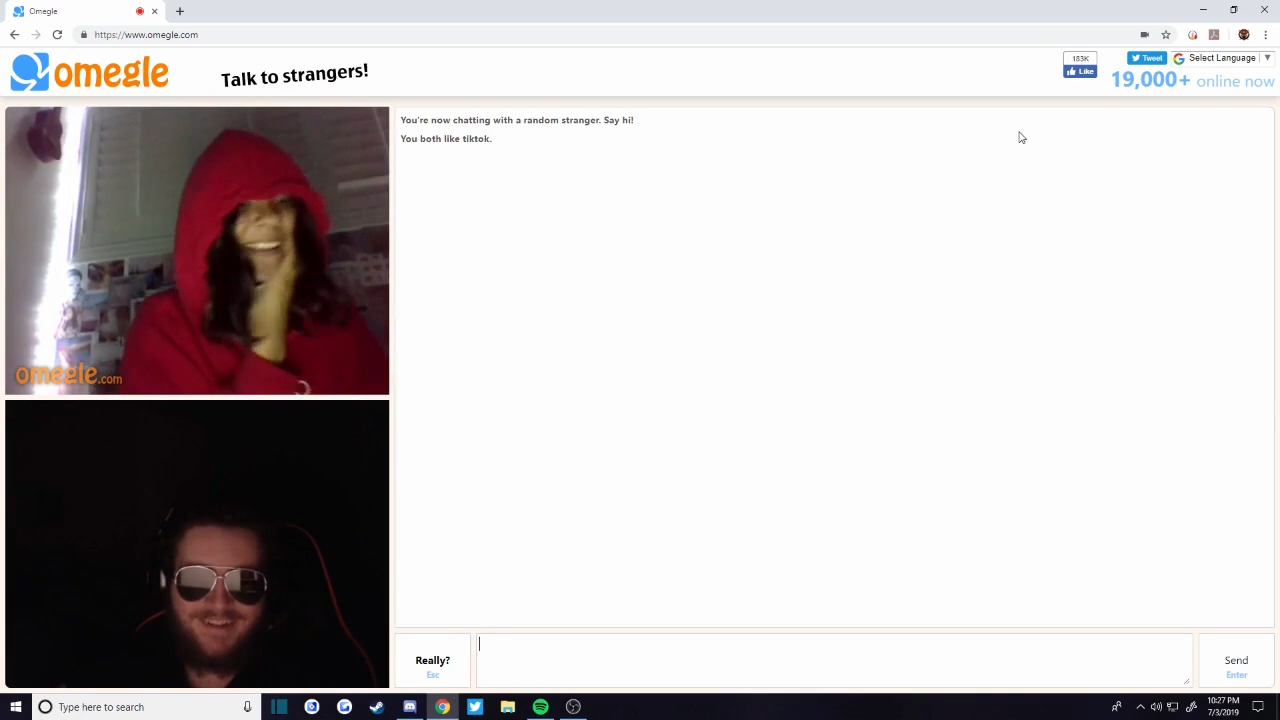 Omegle
https://www.omegle.com
omegle
Talk to strangers!
183K
Like
Tweet
Select Language
19,000+ online now
You're now chatting with a random stranger. Say hi!
You both like tiktok.
omegle.com
Really?
Esc
Send
Enter
Type here to search
10:27 PM
7/3/2019